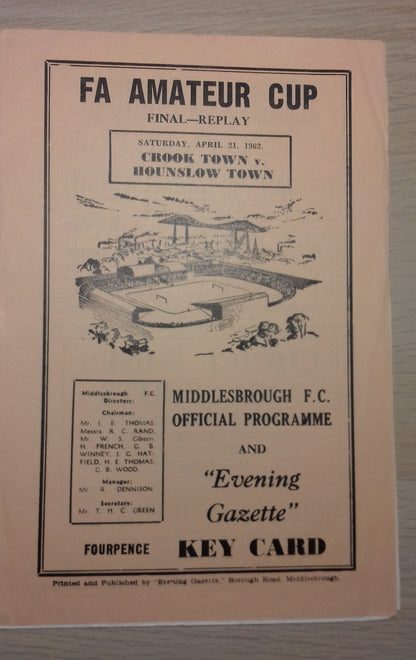 FA AMATEUR CUP
FINAL—REPLAY
SATURDAY, APRIL 21, 1962.
CROOK TOWN v.
HOUNSLOW TOWN
Middlesbrough F.C.
Directors:
Chairman:
Mr. J. E. THOMAS.
Messrs R. C. RAND,
Mr. W. S. Gibson,
H. FRENCH, G. B.
WINNEY, J. G. HAT-
FIELD, H. E. THOMAS,
C. B. WOOD.
Manager:
Mr. R. DENNISON.
Secretary:
Mr. T. H. C. GREEN
MIDDLESBROUGH F.C.
OFFICIAL PROGRAMME
AND
"Evening
Gazette"
FOURPENCE
KEY CARD
Printed and Published by "Evening Gazette," Borough Road, Middlesbrough